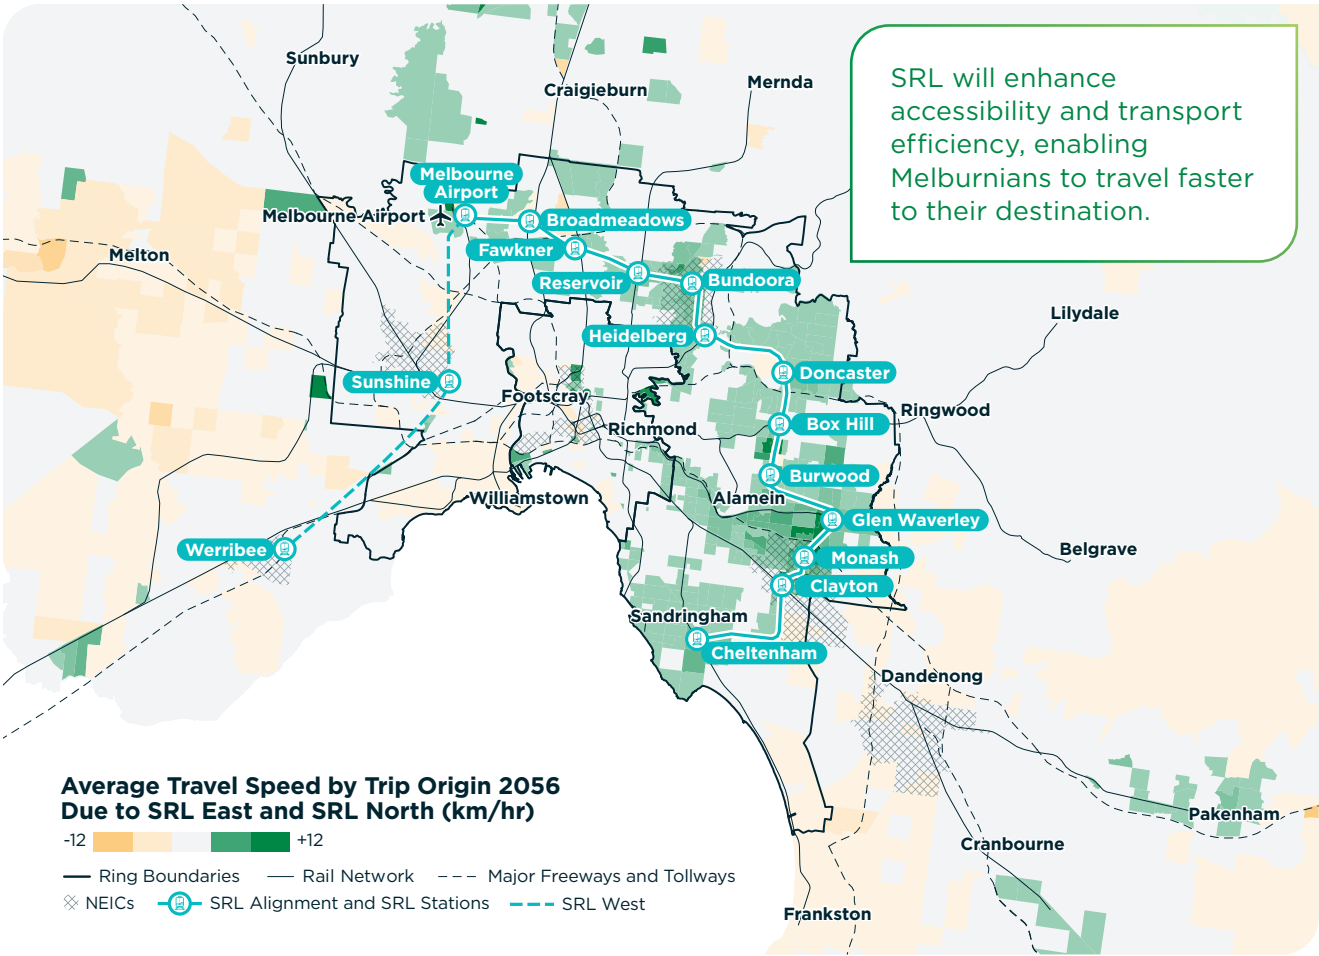 Sunbury
Craigieburn
Mernda
SRL will enhance
accessibility and transport
efficiency, enabling
Melburnians to travel faster
to their destination.
Melbourne
Airport
Melbourne Airport
Broadmeadows
Fawkner
Melton
Reservoir
Bundoora
Lilydale
Heidelberg
Sunshine
Doncaster
Footscray
Ringwood
Richmond
Box Hill
Burwood
Williamstown
Alamein
Glen Waverley
Werribee
Belgrave
Monash
Clayton
Sandringham
Cheltenham
Dandenong
Average Travel Speed by Trip Origin 2056
Due to SRL East and SRL North (km/hr)
-12 +12
Ring Boundaries Rail Network Major Freeways and Tollways
NEICs SRL Alignment and SRL Stations SRL West
Pakenham
Cranbourne
Frankston